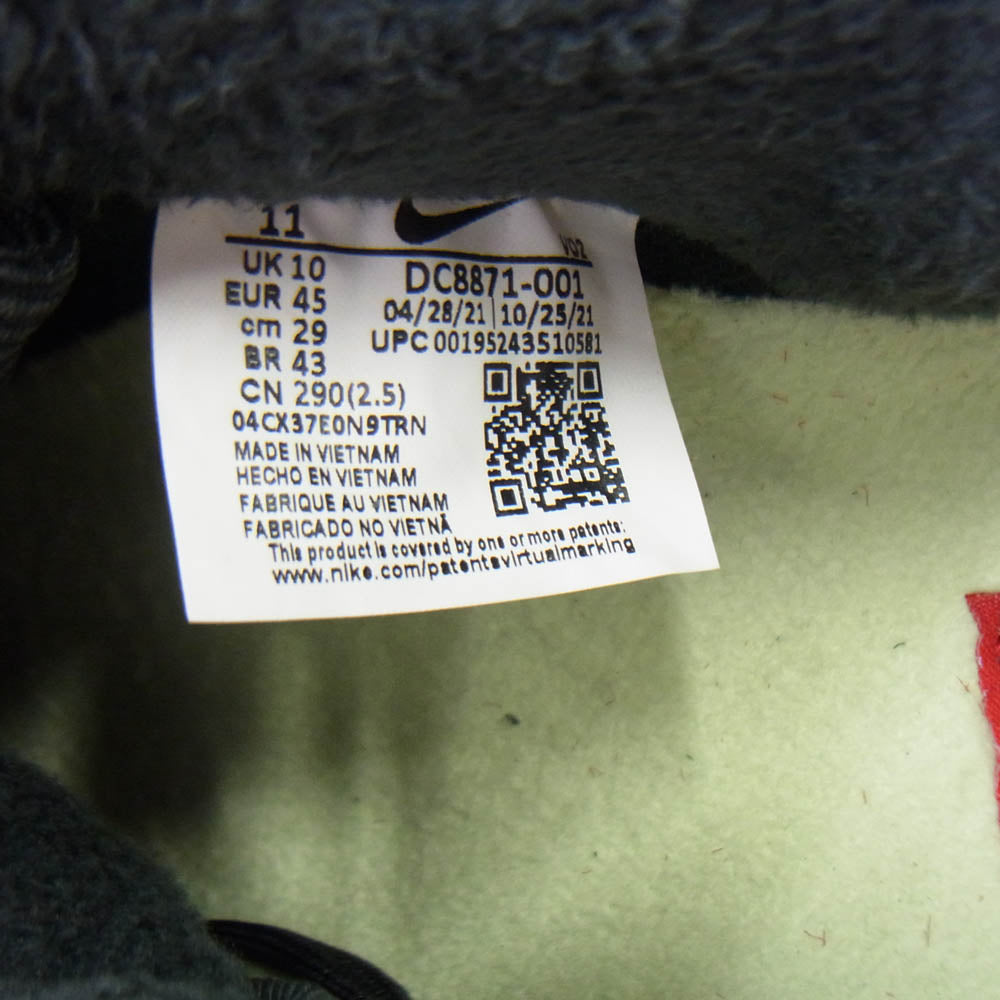 11
V02
UK 10
EUR 45
cm 29
BR 43
CN 290(2.5)
04CX37E0N9TRN
MADE IN VIETNAM
HECHO EN VIETNAM
FABRIQUE AU VIETNAM
FABRICADO NO VIETNÃ
DC8871-001
04/28/21 | 10/25/21
UPC 00195243510581
This product is covered by one or more patents:
www.nike.com/patentsvirtualmarking